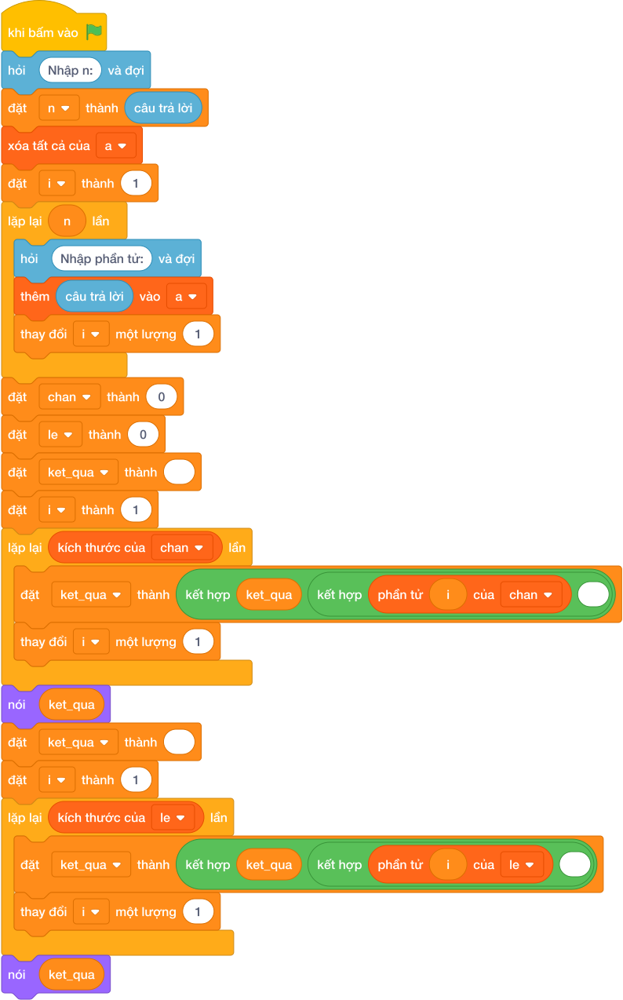 khi bấm vào
hỏi Nhập n: và đợi
đặt n thành câu trả lời
xóa tất cả của a
đặt i thành 1
lặp lại n lần
hỏi Nhập phần tử: và đợi
thêm câu trả lời vào a
thay đổi i một lượng 1
đặt chan thành 0
đặt le thành 0
đặt ket_qua thành
đặt i thành 1
lặp lại kích thước của chan lần
đặt ket_qua thành kết hợp ket_qua kết hợp phần tử i của chan
thay đổi i một lượng 1
nói ket_qua
đặt ket_qua thành
đặt i thành 1
lặp lại kích thước của le lần
đặt ket_qua thành kết hợp ket_qua kết hợp phần tử i của le
thay đổi i một lượng 1
nói ket_qua